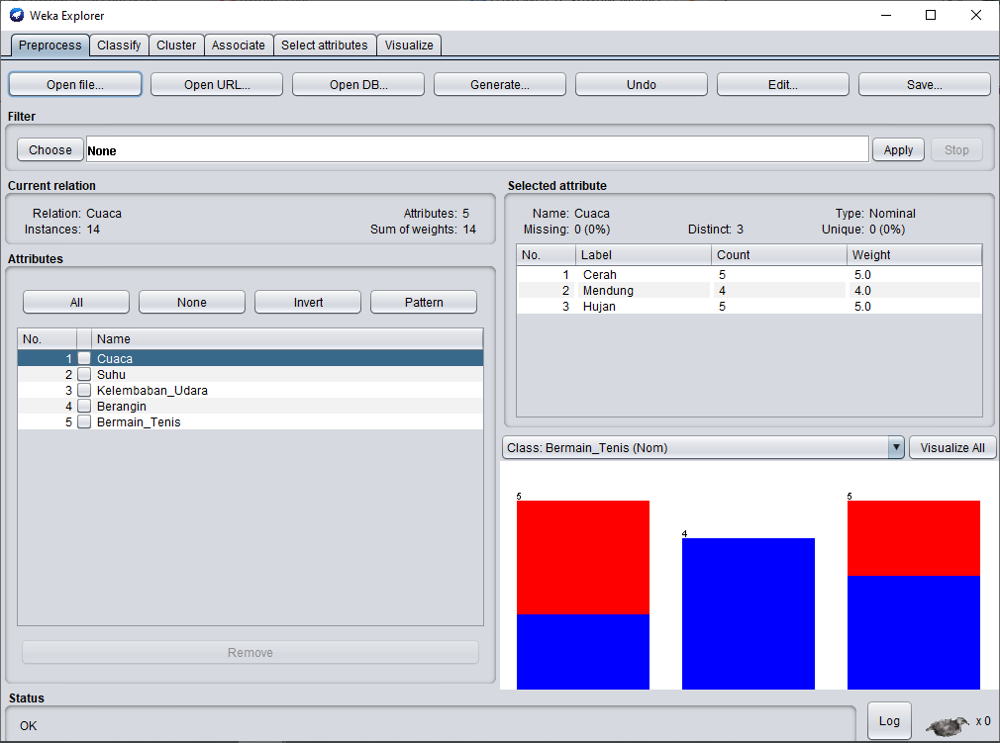 Weka Explorer
Preprocess Classify Cluster Associate Select attributes Visualize
Open file... Open URL... Open DB... Generate... Undo Edit... Save...
Filter
Choose None Apply Stop
Current relation
Relation: Cuaca Attributes: 5
Instances: 14 Sum of weights: 14
Attributes
All None Invert Pattern
No. Name
1 Cuaca
2 Suhu
3 Kelembaban_Udara
4 Berangin
5 Bermain_Tenis
Remove
Selected attribute
Name: Cuaca Type: Nominal
Missing: 0 (0%) Distinct: 3 Unique: 0 (0%)
No. Label Count Weight
1 Cerah 5 5.0
2 Mendung 4 4.0
3 Hujan 5 5.0
Class: Bermain_Tenis (Nom) Visualize All
5 4 5
Status
OK Log x 0